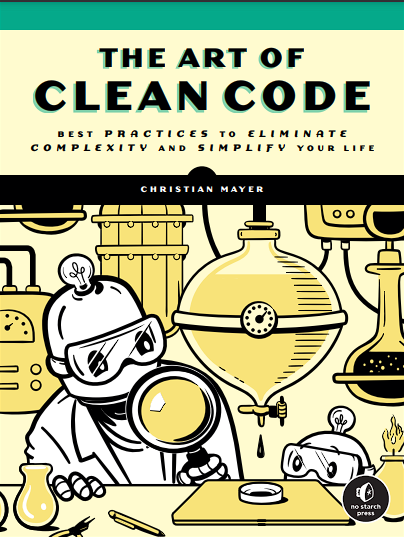 THE ART OF
CLEAN CODE
BEST PRACTICES TO ELIMINATE
COMPLEXITY AND SIMPLIFY YOUR LIFE
CHRISTIAN MAYER
no starch
press